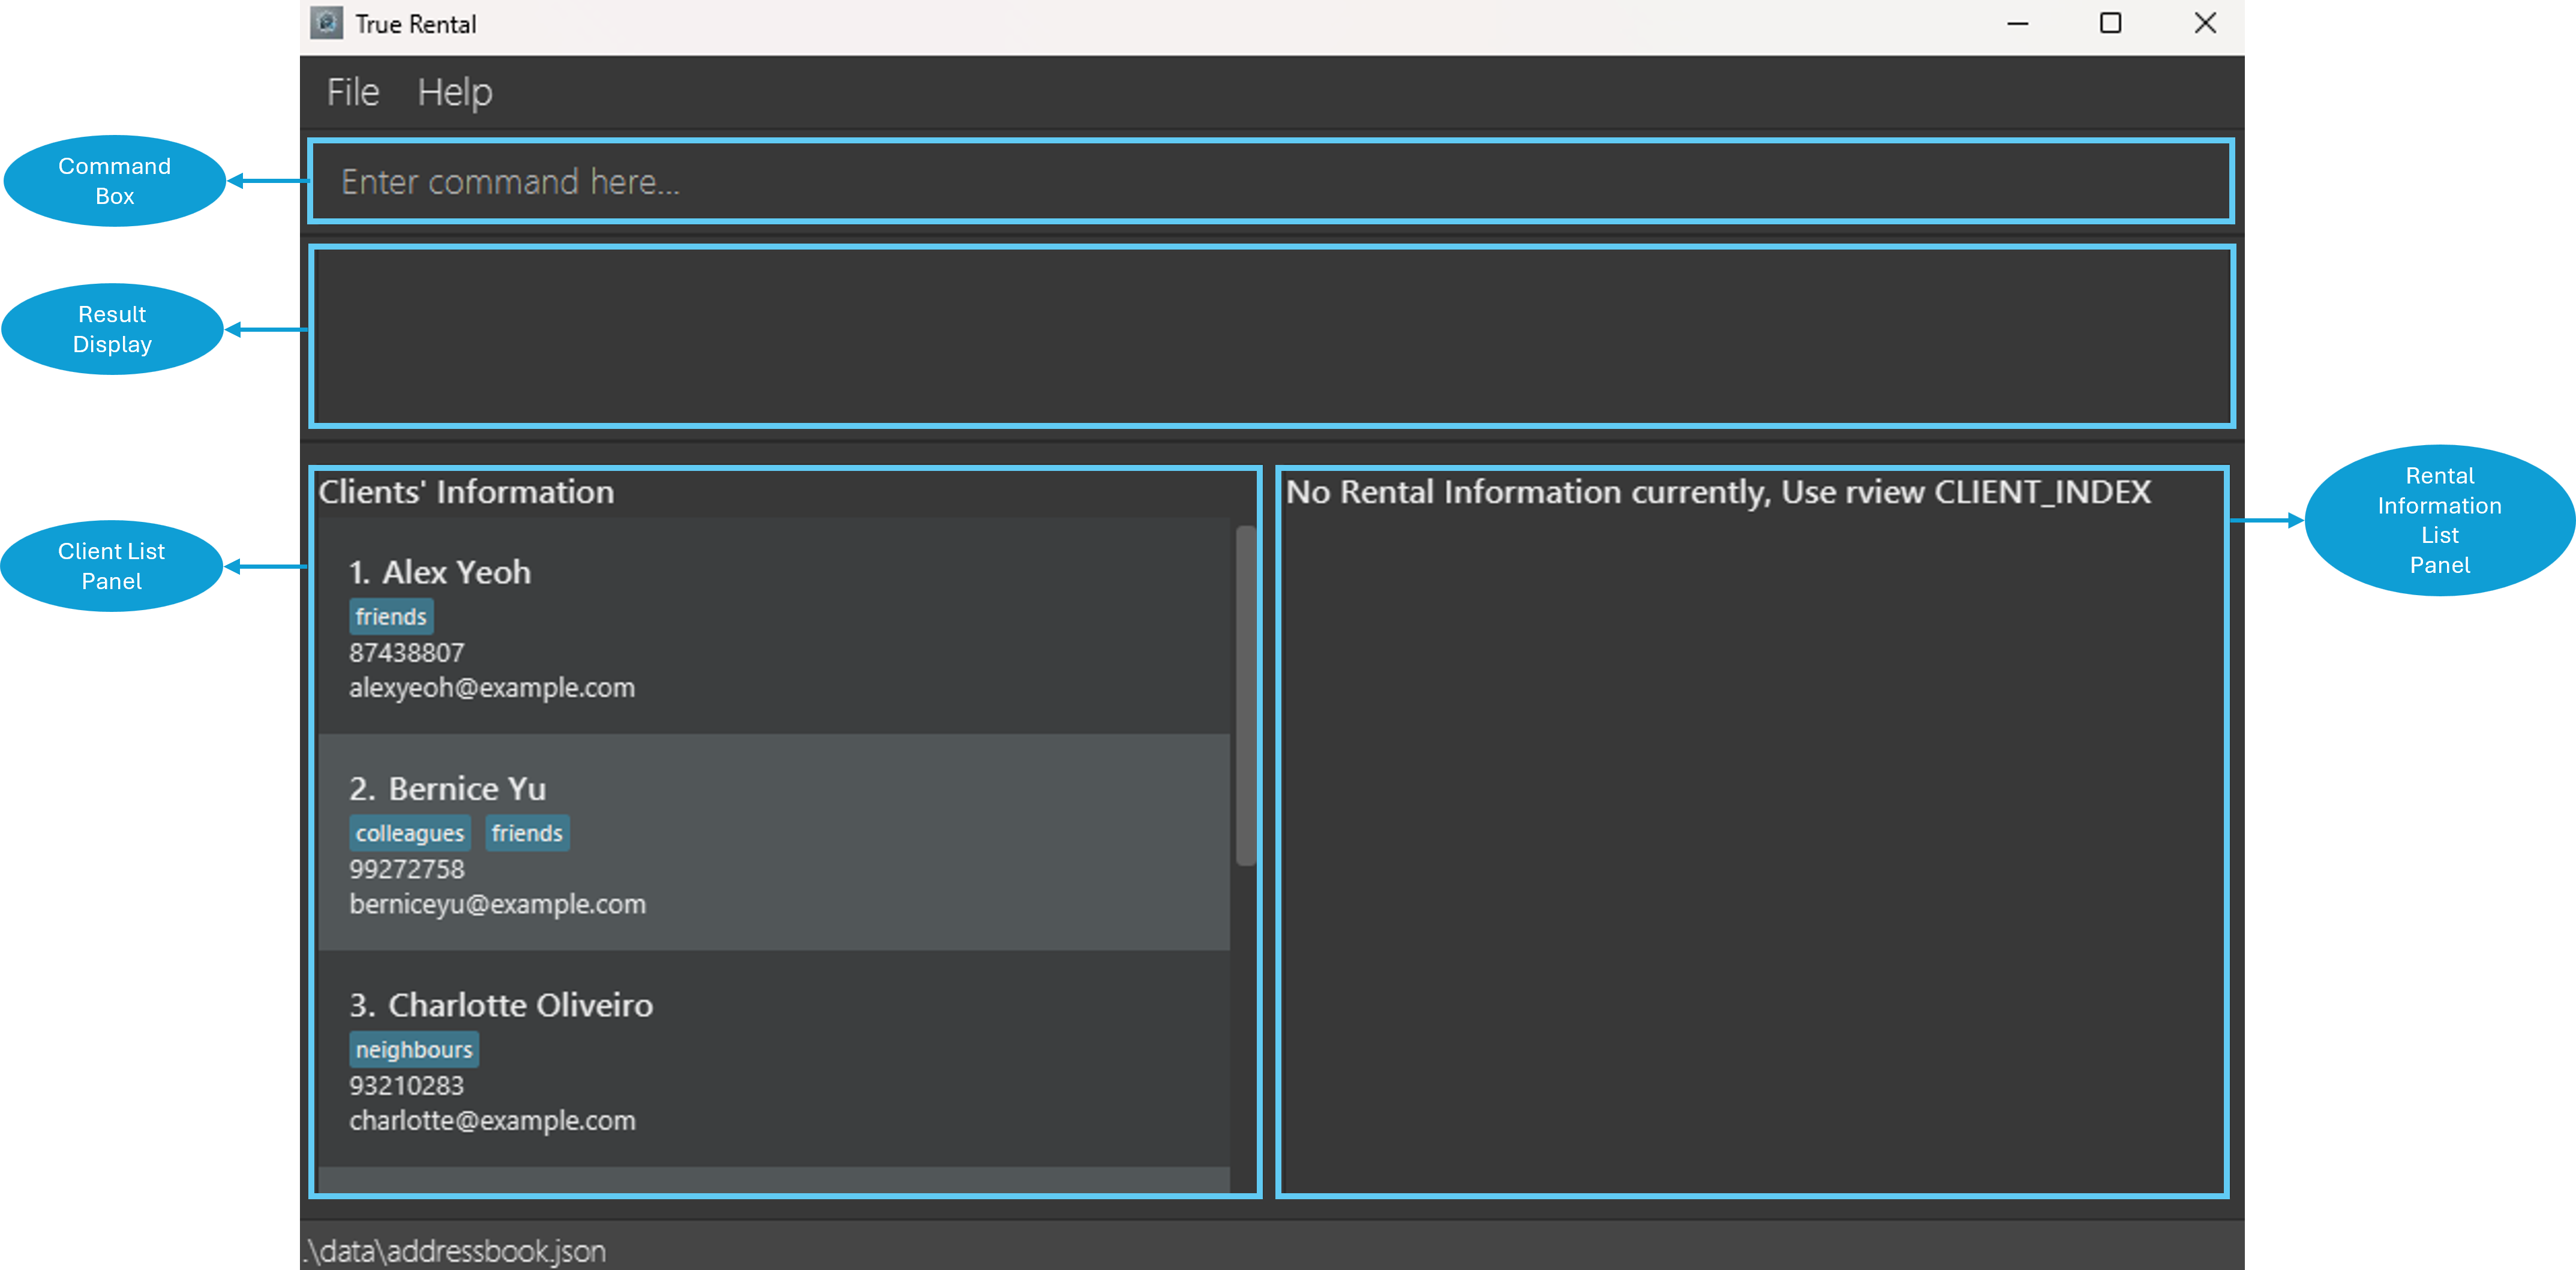 True Rental
File Help
Command
Box
Enter command here...
Result
Display
Client List
Panel
Clients' Information
1. Alex Yeoh
friends
87438807
alexyeoh@example.com
2. Bernice Yu
colleagues friends
99272758
berniceyu@example.com
3. Charlotte Oliveiro
neighbours
93210283
charlotte@example.com
No Rental Information currently, Use rview CLIENT_INDEX
Rental
Information
List
Panel
.\data\addressbook.json